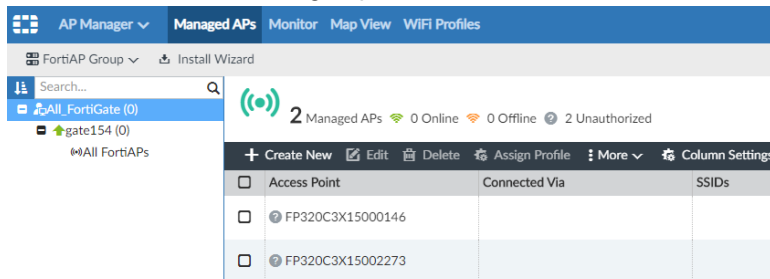 AP Manager Managed APs Monitor Map View WiFi Profiles
FortiAP Group Install Wizard
Search...
All_FortiGate (0)
gate154 (0)
All FortiAPs
2 Managed APs 0 Online 0 Offline 2 Unauthorized
Create New Edit Delete Assign Profile More Column Settings
Access Point Connected Via SSIDs
FP320C3X15000146
FP320C3X15002273